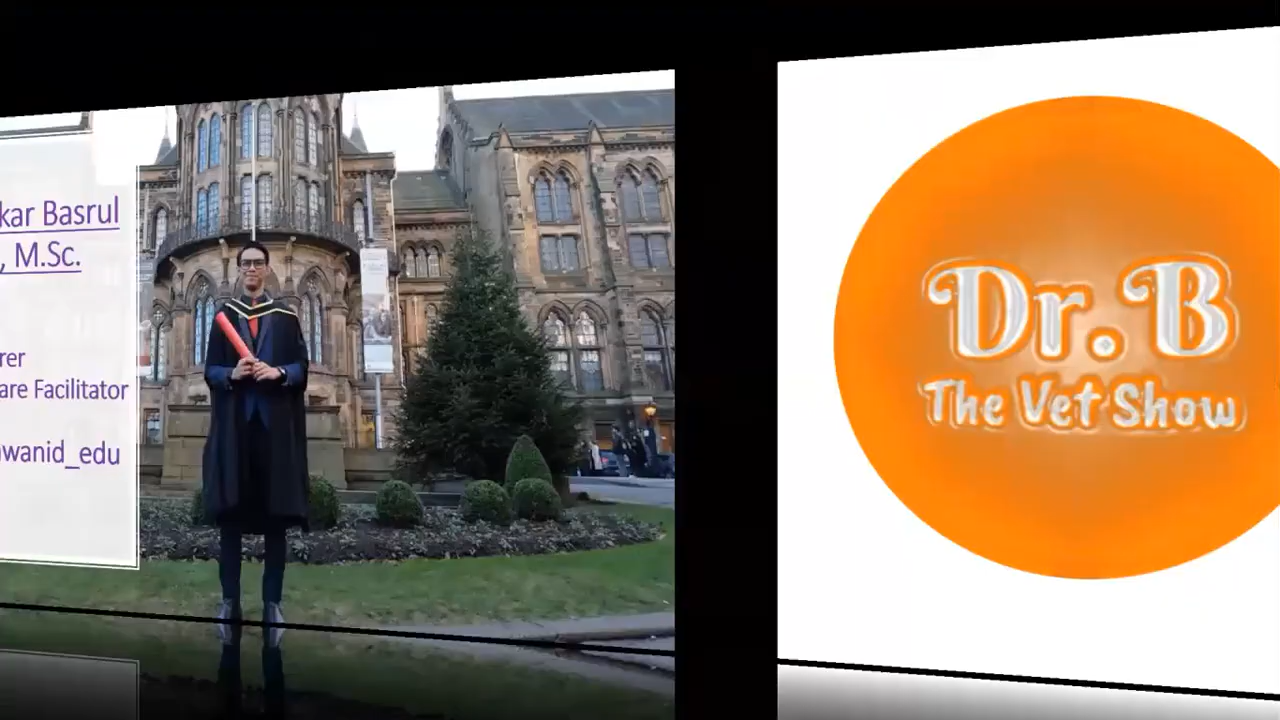 kar Basrul
, M.Sc.
rer
are Facilitator
wanid_edu
Dr. B
The Vet Show